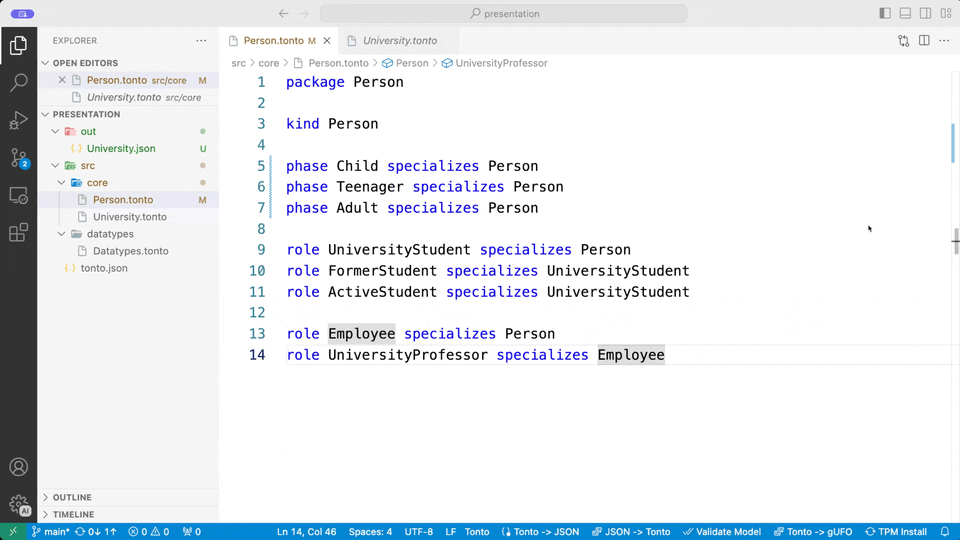 presentation
EXPLORER
Person.tonto M
University.tonto
OPEN EDITORS
Person.tonto src/core M
University.tonto src/core
PRESENTATION
out
University.json U
src
core
Person.tonto M
University.tonto
datatypes
Datatypes.tonto
tonto.json
OUTLINE
TIMELINE
src > core > Person.tonto > Person > UniversityProfessor
1 package Person
2
3 kind Person
4
5 phase Child specializes Person
6 phase Teenager specializes Person
7 phase Adult specializes Person
8
9 role UniversityStudent specializes Person
10 role FormerStudent specializes UniversityStudent
11 role ActiveStudent specializes UniversityStudent
12
13 role Employee specializes Person
14 role UniversityProfessor specializes Employee
2
AI
main* 0↓ 1↑ 0 0 0 Ln 14, Col 46 Spaces: 4 UTF-8 LF Tonto Tonto -> JSON JSON -> Tonto Validate Model Tonto -> gUFO TPM Install